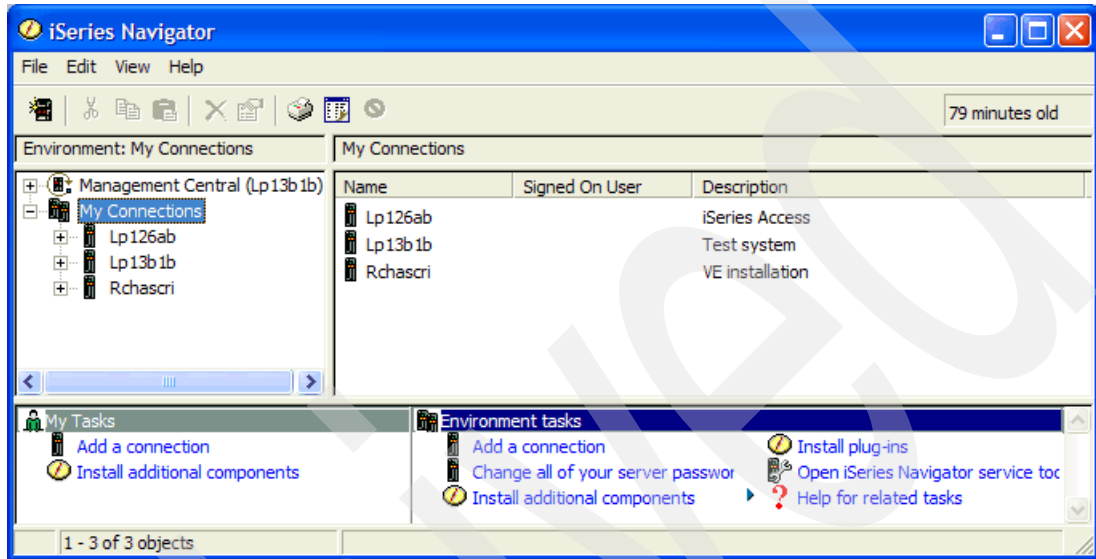 iSeries Navigator
File Edit View Help
79 minutes old
Environment: My Connections
My Connections
Management Central (Lp13b1b)
My Connections
Lp126ab
Lp13b1b
Rchascri
Name Signed On User Description
Lp126ab iSeries Access
Lp13b1b Test system
Rchascri VE installation
My Tasks
Add a connection
Install additional components
Environment tasks
Add a connection
Change all of your server passwor
Install additional components
Install plug-ins
Open iSeries Navigator service toc
Help for related tasks
1 - 3 of 3 objects